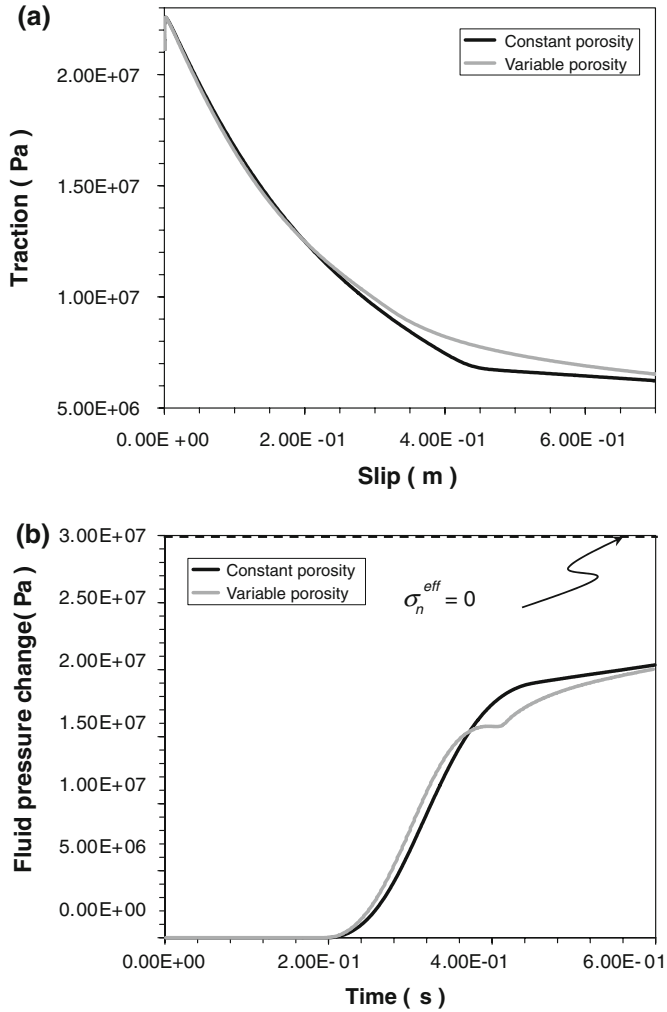 (a)
2.00E+07
1.50E+07
1.00E+07
5.00E+06
Traction ( Pa )
Constant porosity
Variable porosity
0.00E +00
2.00E -01
4.00E -01
6.00E -01
Slip ( m )
(b)
3.00E+07
2.50E+07
2.00E+07
1.50E+07
1.00E+07
5.00E+06
0.00E+00
Fluid pressure change( Pa )
Constant porosity
Variable porosity
σ_n^eff = 0
0.00E+00
2.00E- 01
4.00E- 01
6.00E- 01
Time ( s )